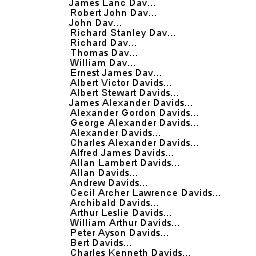 James Lanc Dav...
Robert John Dav...
John Dav...
Richard Stanley Dav...
Richard Dav...
Thomas Dav...
William Dav...
Ernest James Dav...
Albert Victor Davids...
Albert Stewart Davids...
James Alexander Davids...
Alexander Gordon Davids...
George Alexander Davids...
Alexander Davids...
Charles Alexander Davids...
Alfred James Davids...
Allan Lambert Davids...
Allan Davids...
Andrew Davids...
Cecil Archer Lawrence Davids...
Archibald Davids...
Arthur Leslie Davids...
William Arthur Davids...
Peter Ayson Davids...
Bert Davids...
Charles Kenneth Davids...